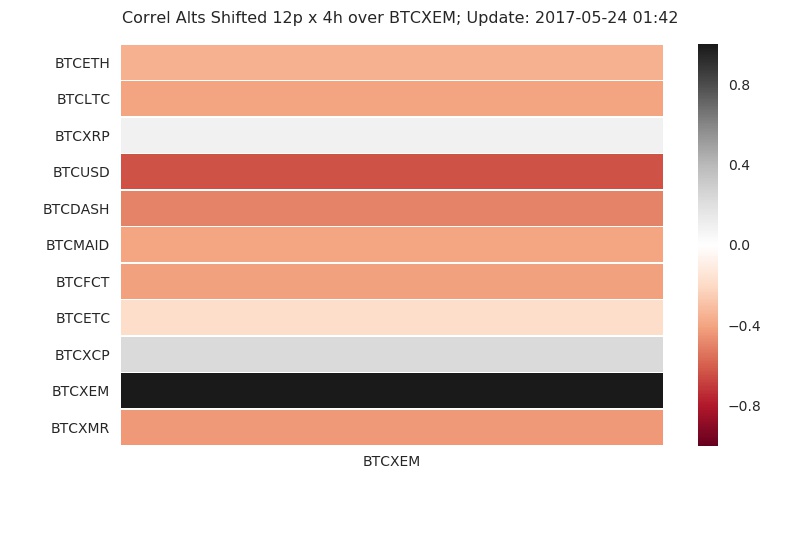 Correl Alts Shifted 12p x 4h over BTCXEM; Update: 2017-05-24 01:42
BTCETH
BTCLTC
BTCXRP
BTCUSD
BTCDASH
BTCMAID
BTCFCT
BTCETC
BTCXCP
BTCXEM
BTCXMR
BTCXEM
0.8
0.4
0.0
−0.4
−0.8